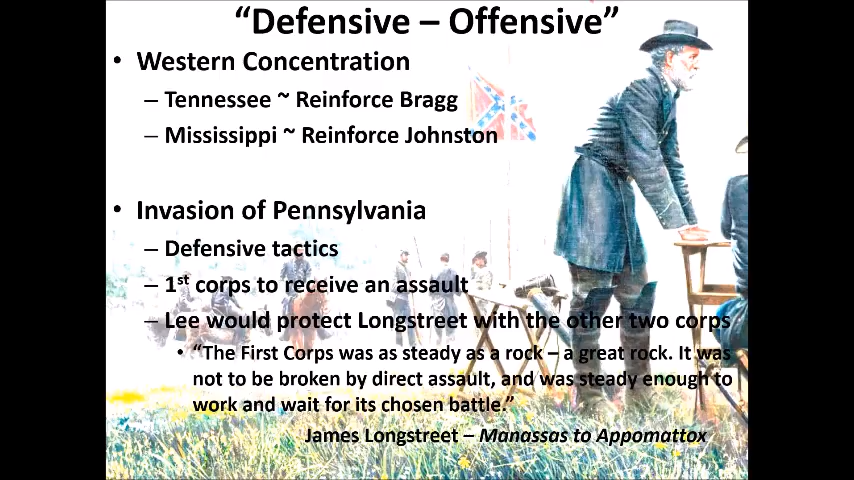 “Defensive – Offensive”
• Western Concentration
– Tennessee ~ Reinforce Bragg
– Mississippi ~ Reinforce Johnston
• Invasion of Pennsylvania
– Defensive tactics
– 1st corps to receive an assault
– Lee would protect Longstreet with the other two corps
• “The First Corps was as steady as a rock – a great rock. It was
not to be broken by direct assault, and was steady enough to
work and wait for its chosen battle.”
James Longstreet – Manassas to Appomattox